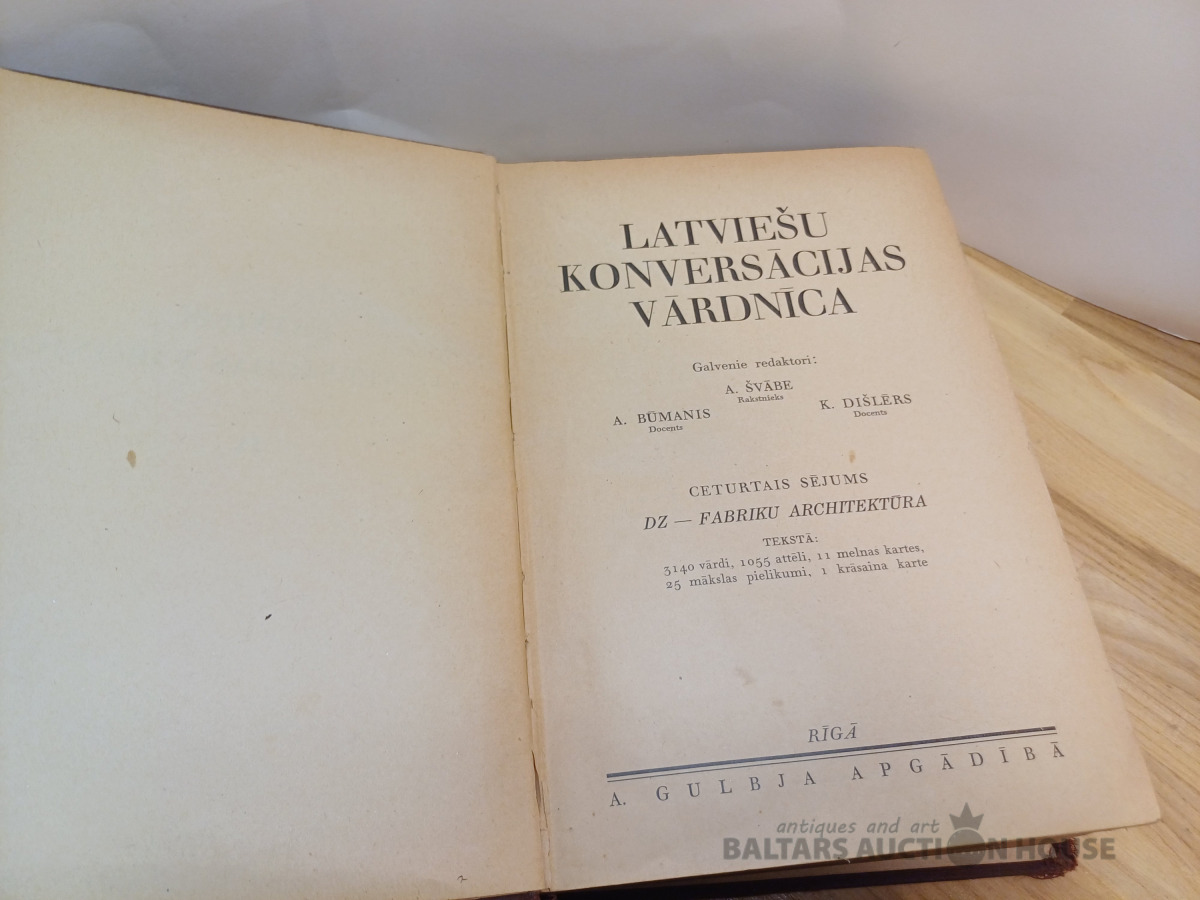 LATVIEŠU
KONVERSĀCIJAS
VĀRDNĪCA
Galvenie redaktori:
A. ŠVĀBE
Rakstnieks
A. BŪMANIS
Docents
K. DIŠLĒRS
Docents
CETURTAIS SĒJUMS
DZ — FABRIKU ARCHITEKTŪRA
TEKSTĀ:
3140 vārdi, 1055 attēli, 11 melnas kartes,
25 mākslas pielikumi, 1 krāsaina karte
RĪGĀ
A. GULBJA APGĀDĪBĀ
antiques and art
BALTARS AUCTION HOUSE